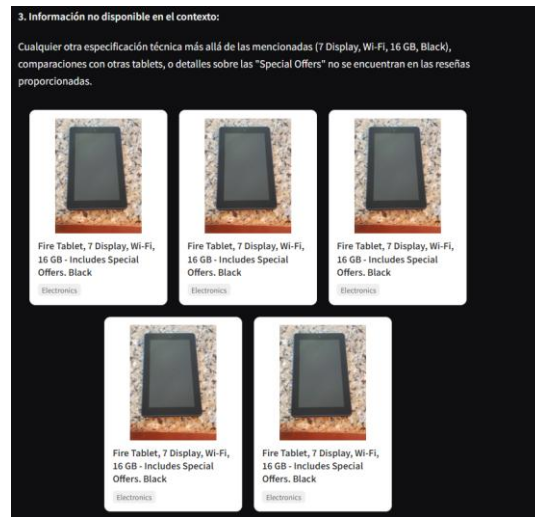 3. Información no disponible en el contexto:
Cualquier otra especificación técnica más allá de las mencionadas (7 Display, Wi-Fi, 16 GB, Black),
comparaciones con otras tablets, o detalles sobre las "Special Offers" no se encuentran en las reseñas
proporcionadas.
Fire Tablet, 7 Display, Wi-Fi,
16 GB - Includes Special
Offers. Black
Electronics
Fire Tablet, 7 Display, Wi-Fi,
16 GB - Includes Special
Offers. Black
Electronics
Fire Tablet, 7 Display, Wi-Fi,
16 GB - Includes Special
Offers. Black
Electronics
Fire Tablet, 7 Display, Wi-Fi,
16 GB - Includes Special
Offers. Black
Electronics
Fire Tablet, 7 Display, Wi-Fi,
16 GB - Includes Special
Offers. Black
Electronics